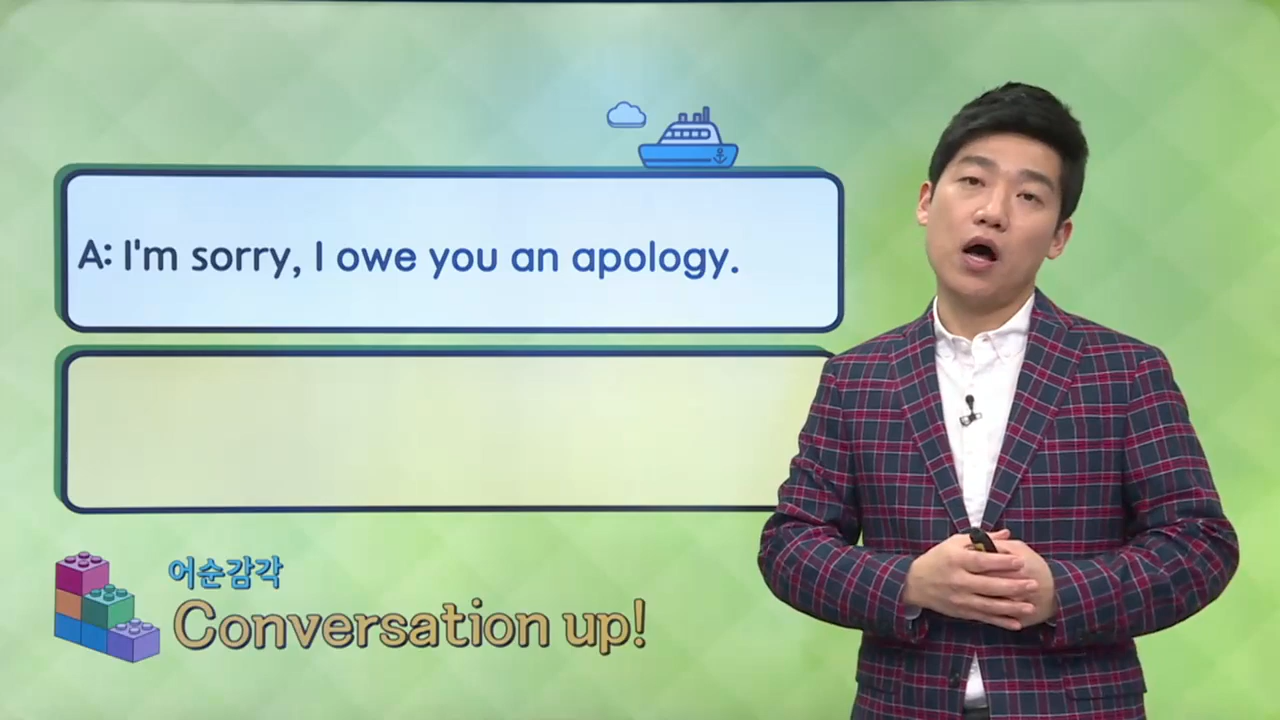 A: I'm sorry, I owe you an apology.
어순감각
Conversation up!